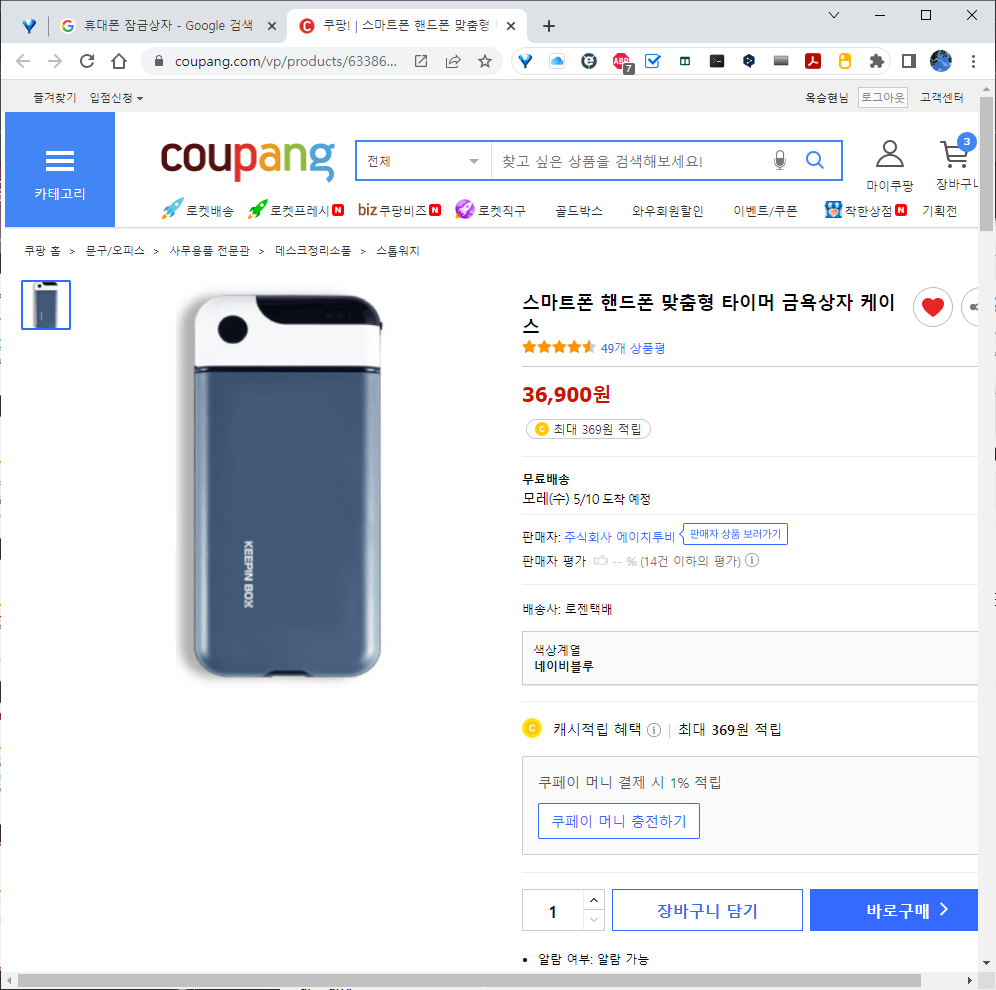 휴대폰 잠금상자 - Google 검색
쿠팡! | 스마트폰 핸드폰 맞춤형
coupang.com/vp/products/63386...
ABP
7
즐겨찾기
입점신청
옥승현님
로그아웃
고객센터
카테고리
coupang
전체
찾고 싶은 상품을 검색해보세요!
마이쿠팡
3
장바구니
로켓배송
로켓프레시
N
biz 쿠팡비즈
N
로켓직구
골드박스
와우회원할인
이벤트/쿠폰
착한상점
N
기획전
쿠팡 홈 > 문구/오피스 > 사무용품 전문관 > 데스크정리소품 > 스톱워치
KEEPIN BOX
스마트폰 핸드폰 맞춤형 타이머 금욕상자 케이
스
49개 상품평
36,900원
최대 369원 적립
무료배송
모레(수) 5/10 도착 예정
판매자: 주식회사 에이치투비
판매자 상품 보러가기
판매자 평가 -- % (14건 이하의 평가)
배송사: 로젠택배
색상계열
네이비블루
캐시적립 혜택 | 최대 369원 적립
쿠페이 머니 결제 시 1% 적립
쿠페이 머니 충전하기
1
장바구니 담기
바로구매 >
• 알람 여부: 알람 가능